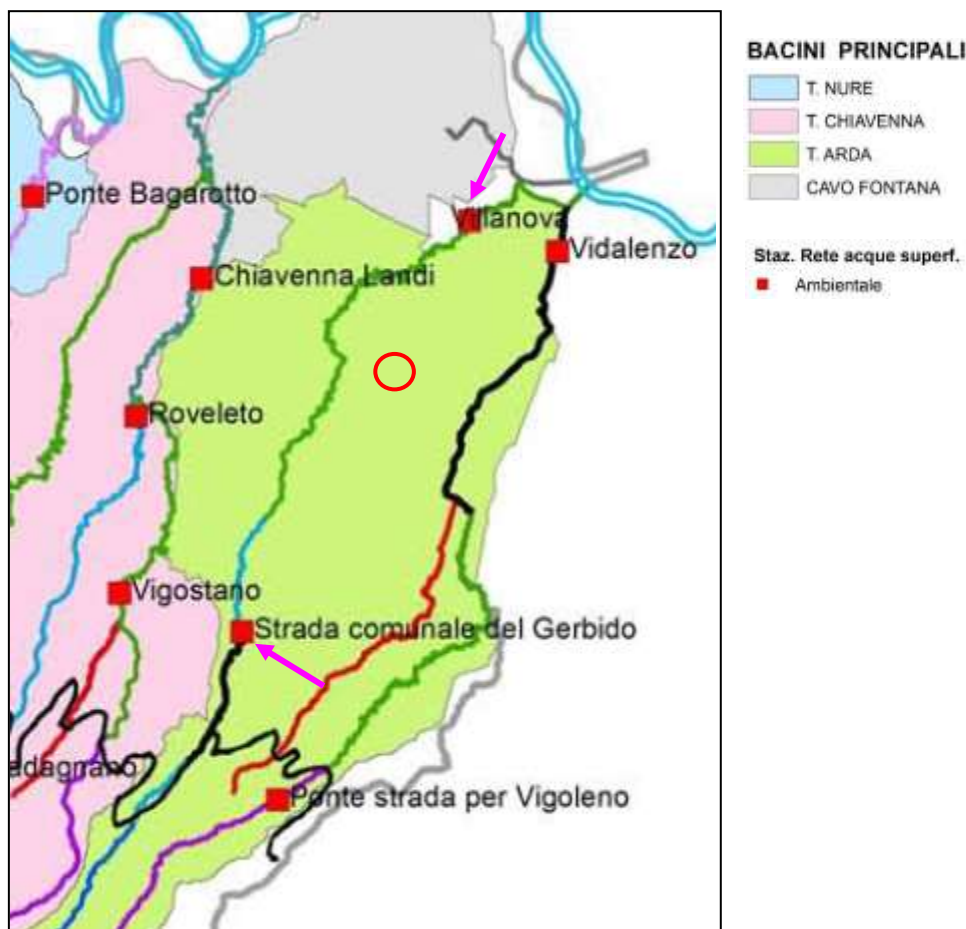 BACINI PRINCIPALI
T. NURE
T. CHIAVENNA
T. ARDA
CAVO FONTANA
Staz. Rete acque superf.
Ambientale
Ponte Bagarotto
Villanova
Vidalenzo
Chiavenna Landi
Roveleto
Vigostano
Strada comunale del Gerbido
adagnano
Ponte strada per Vigoleno